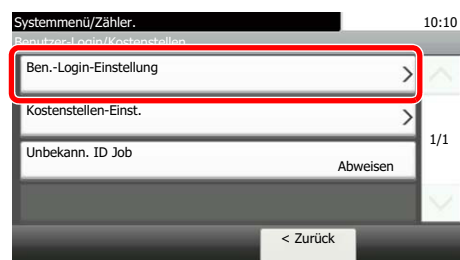 Systemmenü/Zähler.
10:10
Benutzer-Login/Kostenstellen
Ben.-Login-Einstellung
Kostenstellen-Einst.
1/1
Unbekann. ID Job
Abweisen
< Zurück